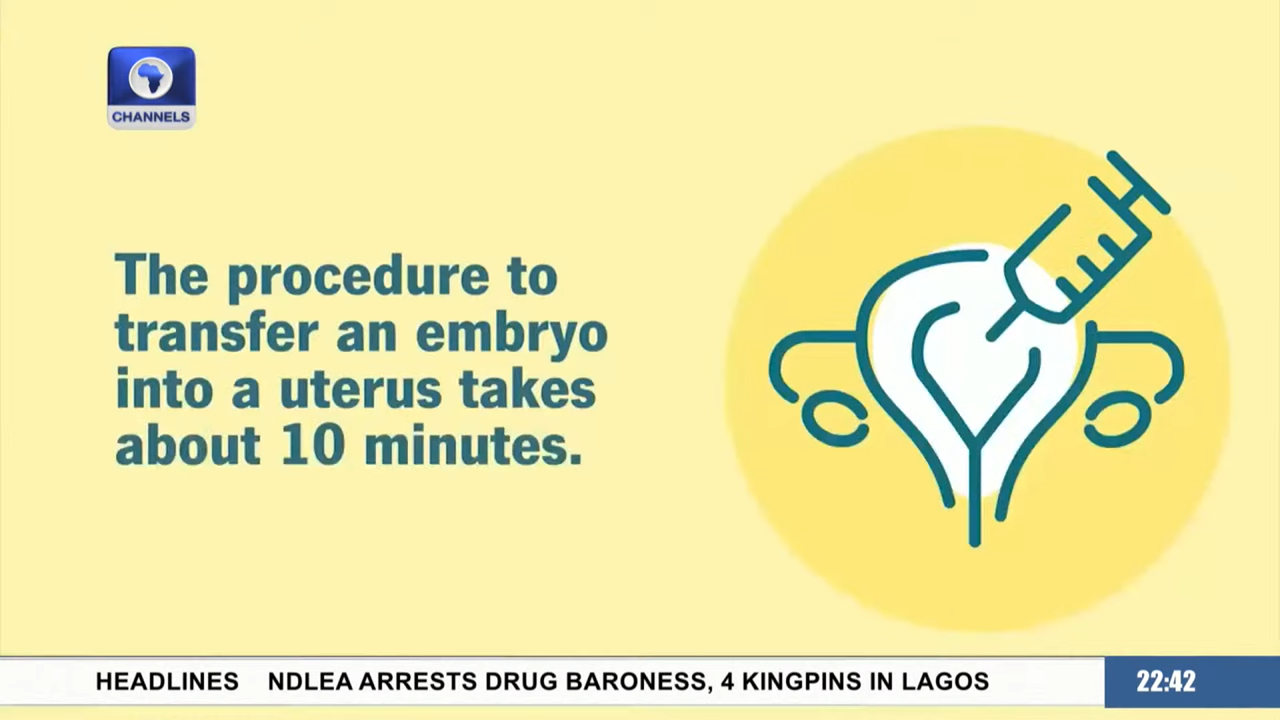 CHANNELS
The procedure to
transfer an embryo
into a uterus takes
about 10 minutes.
HEADLINES NDLEA ARRESTS DRUG BARONESS, 4 KINGPINS IN LAGOS 22:42